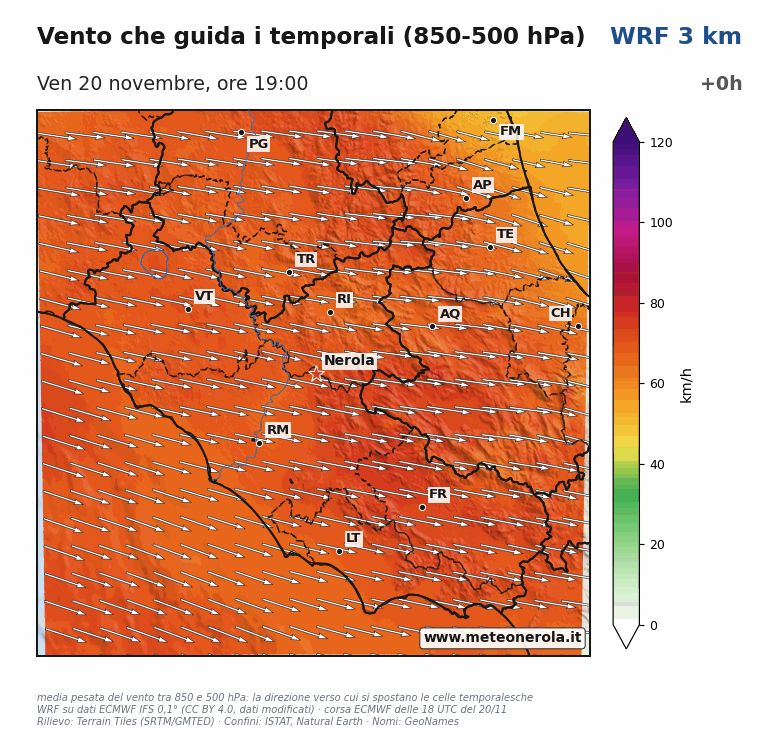 Vento che guida i temporali (850-500 hPa) WRF 3 km
Ven 20 novembre, ore 19:00 +0h
FM
PG
AP
TE
TR
VT
RI
AQ
CH
Nerola
RM
FR
LT
www.meteonerola.it
120
100
80
60
40
20
0
km/h
media pesata del vento tra 850 e 500 hPa: la direzione verso cui si spostano le celle temporalesche
WRF su dati ECMWF IFS 0,1° (CC BY 4.0, dati modificati) · corsa ECMWF delle 18 UTC del 20/11
Rilievo: Terrain Tiles (SRTM/GMTED) · Confini: ISTAT, Natural Earth · Nomi: GeoNames